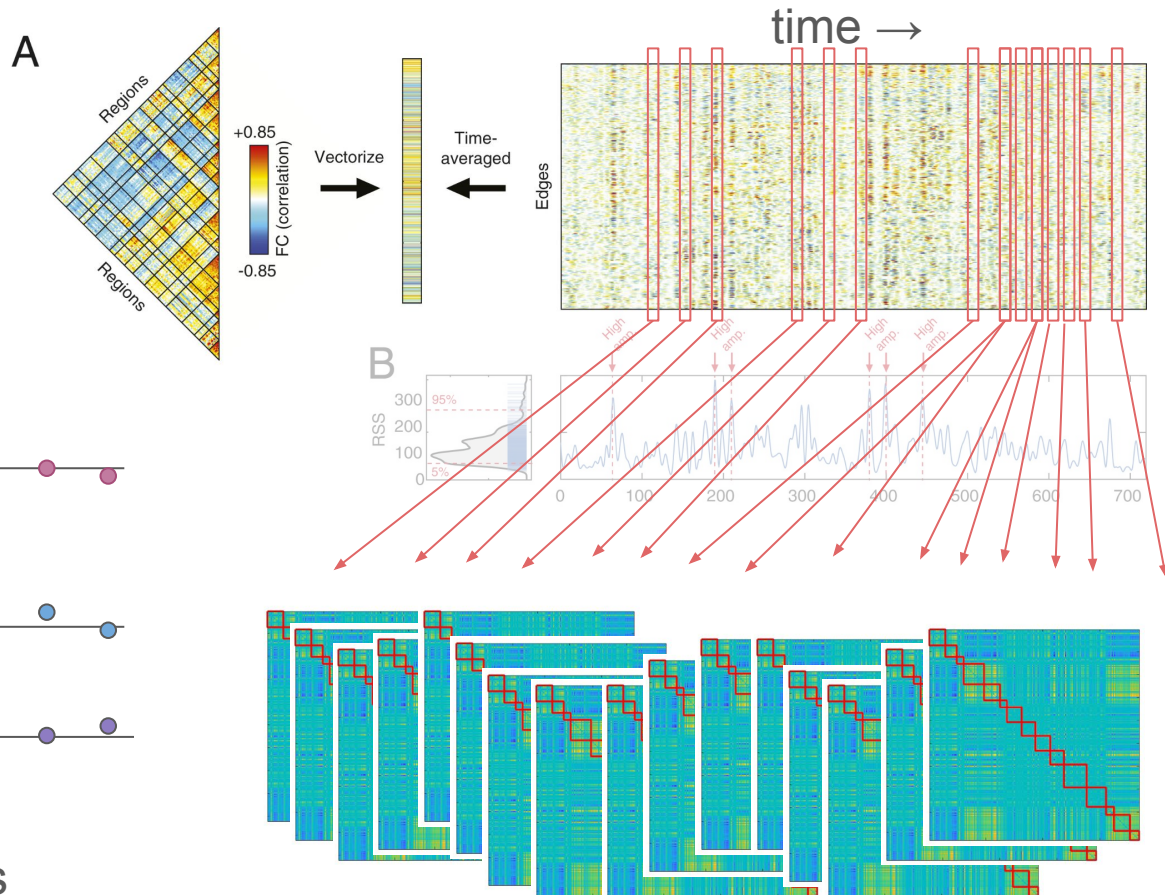 time →
A
Regions
+0.85
FC (correlation)
-0.85
Regions
Vectorize
Time-
averaged
Edges
High
amp.
High
amp.
High
amp.
High
amp.
B
RSS
300
200
100
0
95%
5%
0
100
200
300
400
500
600
700
s